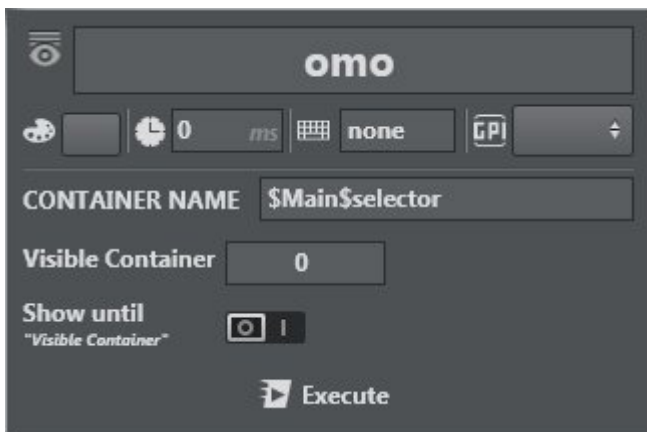 omo
0 ms none GPI
CONTAINER NAME $Main$selector
Visible Container 0
Show until
"Visible Container"
O I
Execute